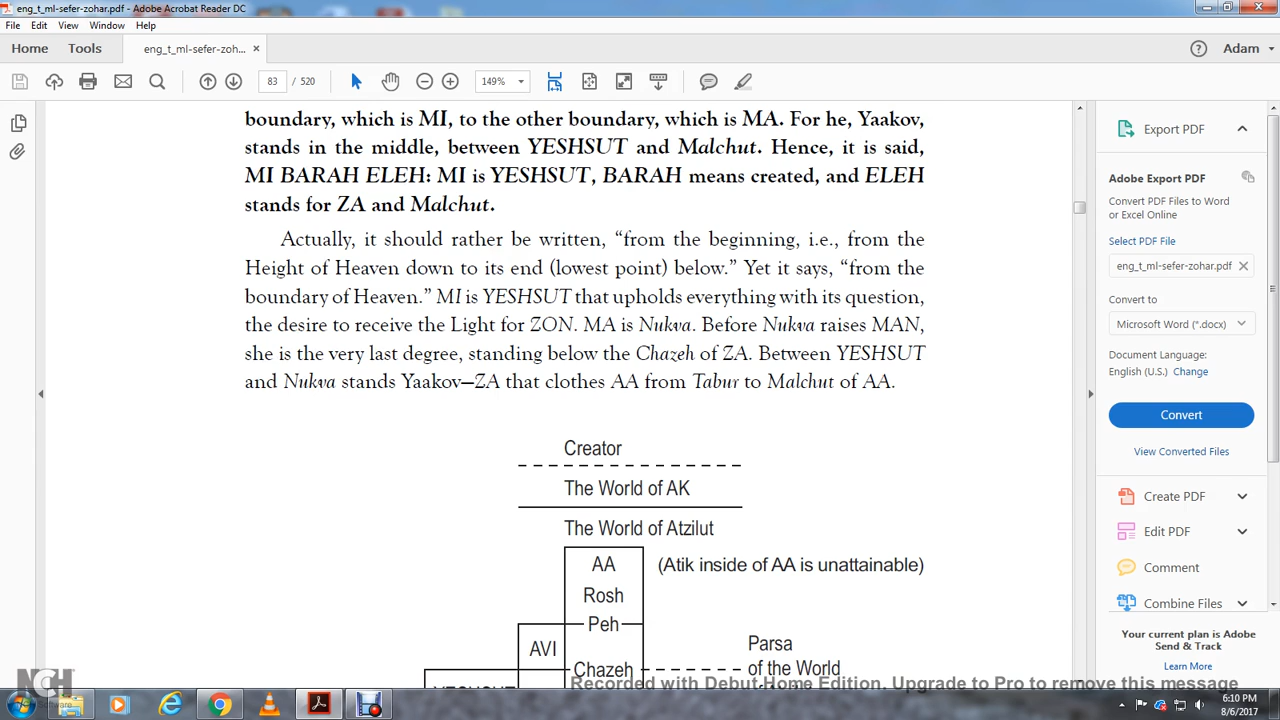 eng_t_ml-sefer-zohar.pdf - Adobe Acrobat Reader DC
File Edit View Window Help
Home Tools eng_t_ml-sefer-zoh... × Adam
83 / 520 149%
boundary, which is MI, to the other boundary, which is MA. For he, Yaakov,
stands in the middle, between YESHSUT and Malchut. Hence, it is said,
MI BARAH ELEH: MI is YESHSUT, BARAH means created, and ELEH
stands for ZA and Malchut.
Actually, it should rather be written, “from the beginning, i.e., from the
Height of Heaven down to its end (lowest point) below.” Yet it says, “from the
boundary of Heaven.” MI is YESHSUT that upholds everything with its question,
the desire to receive the Light for ZON. MA is Nukva. Before Nukva raises MAN,
she is the very last degree, standing below the Chazeh of ZA. Between YESHSUT
and Nukva stands Yaakov—ZA that clothes AA from Tabur to Malchut of AA.
Creator
The World of AK
The World of Atzilut
AA (Atik inside of AA is unattainable)
Rosh
Peh
AVI
Parsa
Chazeh
of the World
YESHSUT
Export PDF
Adobe Export PDF
Convert PDF Files to Word
or Excel Online
Select PDF File
eng_t_ml-sefer-zohar.pdf ×
Convert to
Microsoft Word (*.docx)
Document Language:
English (U.S.) Change
Convert
View Converted Files
Create PDF
Edit PDF
Comment
Combine Files
Your current plan is Adobe
Send & Track
Learn More
NCH Software
Recorded with Debut Home Edition. Upgrade to Pro to remove this message
6:10 PM
8/6/2017